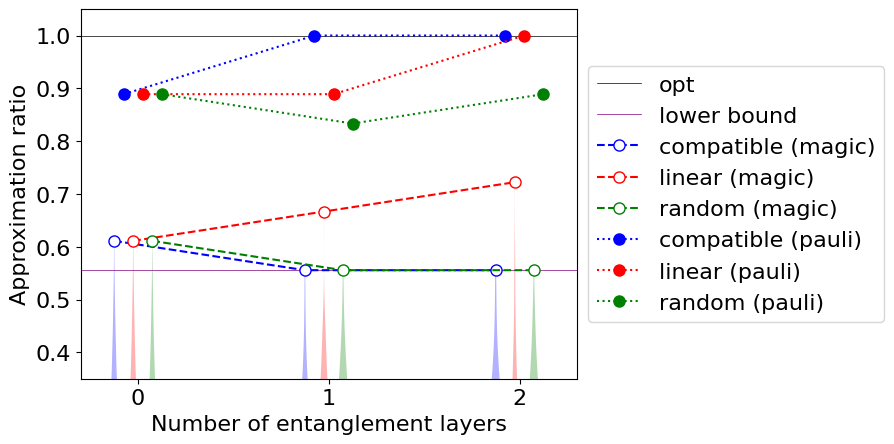 1.0
0.9
0.8
0.7
0.6
0.5
0.4
Approximation ratio
0 1 2
Number of entanglement layers
opt
lower bound
compatible (magic)
linear (magic)
random (magic)
compatible (pauli)
linear (pauli)
random (pauli)